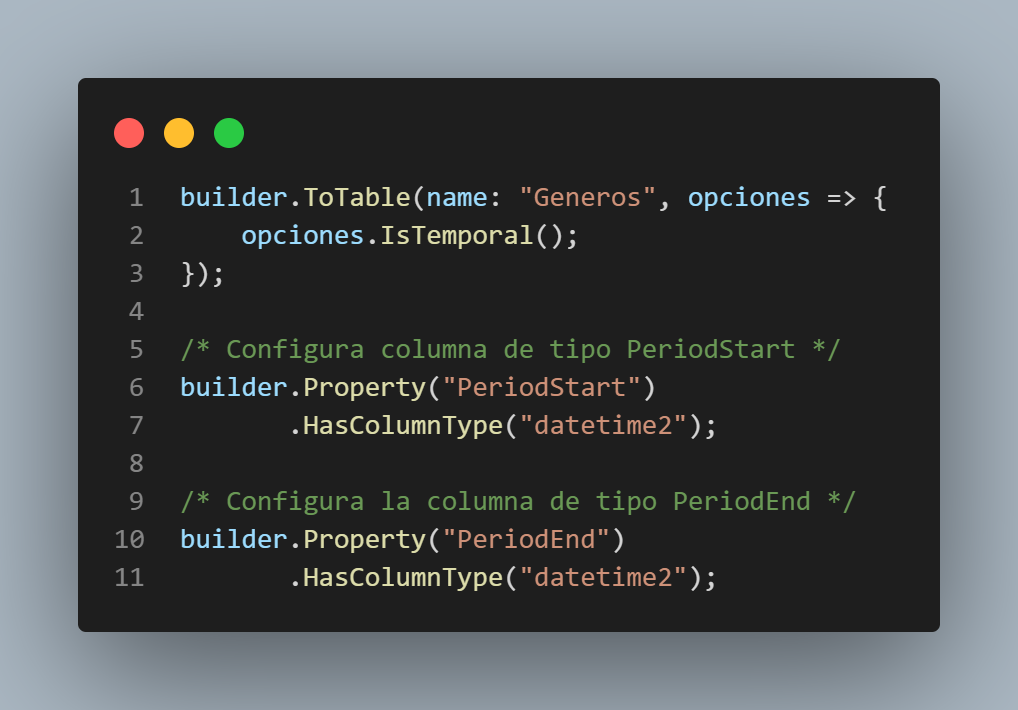 1 builder.ToTable(name: "Generos", opciones => {
2     opciones.IsTemporal();
3 });
4
5 /* Configura columna de tipo PeriodStart */
6 builder.Property("PeriodStart")
7        .HasColumnType("datetime2");
8
9 /* Configura la columna de tipo PeriodEnd */
10 builder.Property("PeriodEnd")
11        .HasColumnType("datetime2");